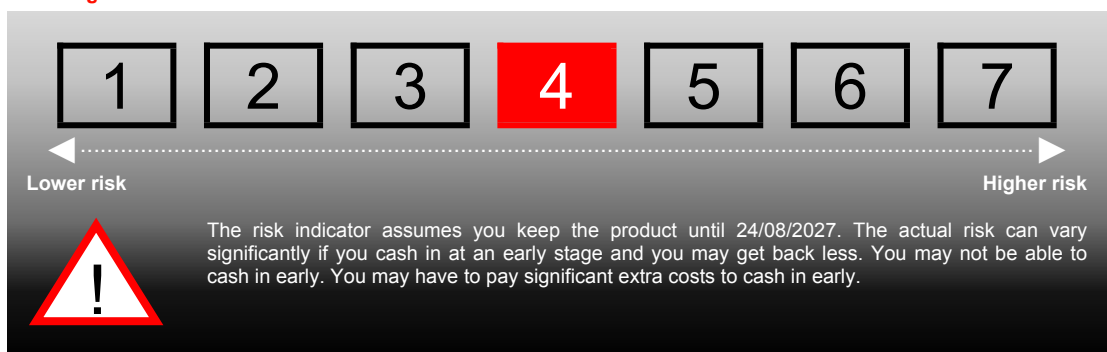 1 2 3 4 5 6 7
Lower risk Higher risk
The risk indicator assumes you keep the product until 24/08/2027. The actual risk can vary
significantly if you cash in at an early stage and you may get back less. You may not be able to
cash in early. You may have to pay significant extra costs to cash in early.
!